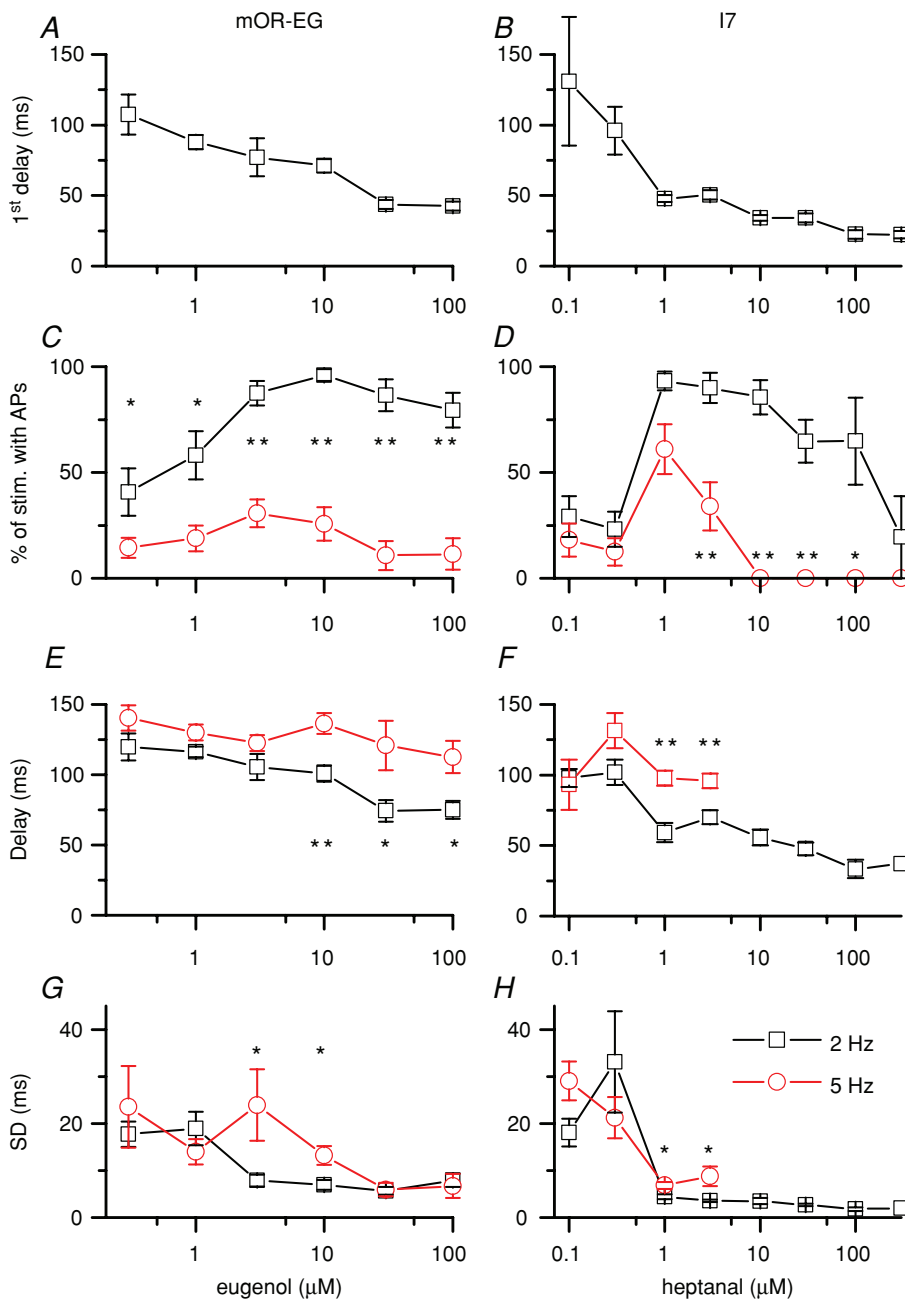 A mOR-EG B I7
1st delay (ms)
150
100
50
0
1 10 100
150
100
50
0
0.1 1 10 100
C D
% of stim. with APs
100
50
0
* * ** ** ** **
1 10 100
100
50
0
** ** ** *
0.1 1 10 100
E F
Delay (ms)
150
100
50
0
** * *
1 10 100
150
100
50
0
** **
0.1 1 10 100
G H
SD (ms)
40
20
0
* *
1 10 100
eugenol (μM)
40
20
0
2 Hz
5 Hz
* *
0.1 1 10 100
heptanal (μM)